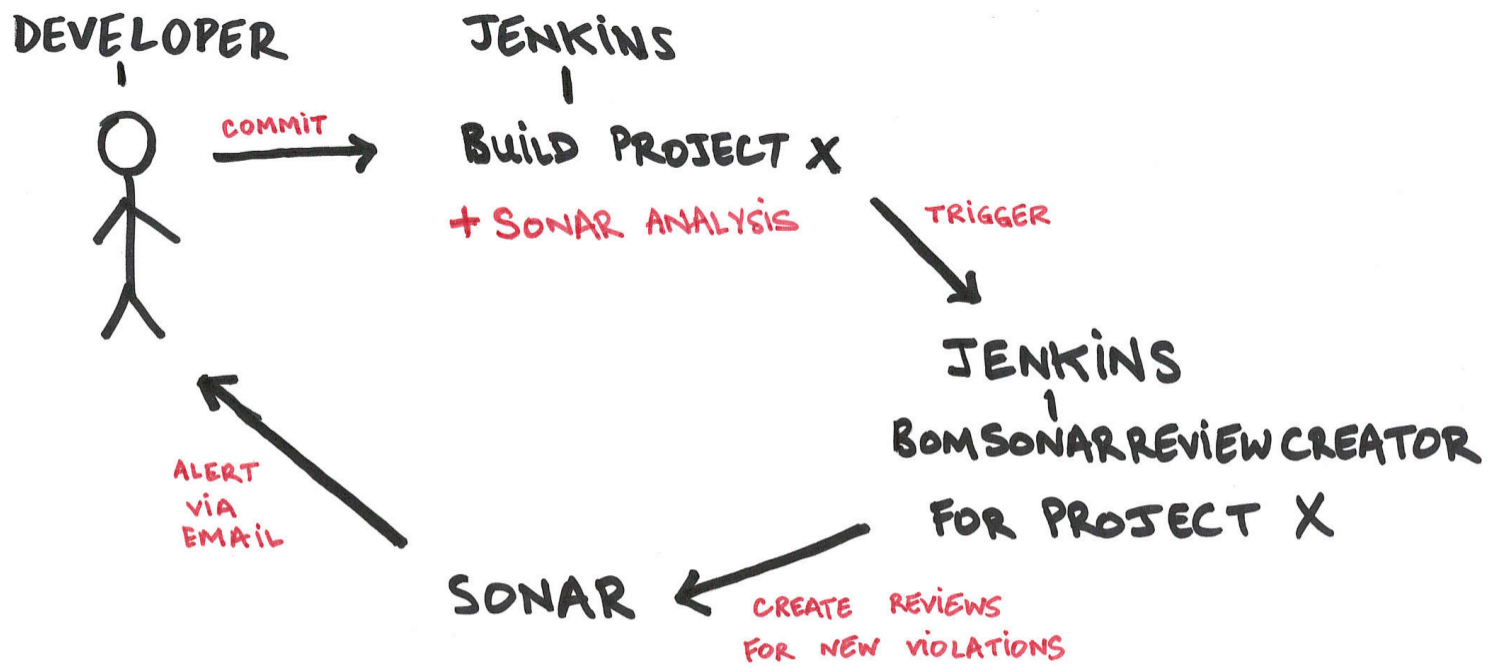 DEVELOPER
JENKiNS
COMMiT
BUiLD PROJECT X
+ SONAR ANALYSiS
TRiGGER
JENKiNS
BOMSONARREViEWCREATOR
FOR PROJECT X
ALERT
ViA
EMAiL
SONAR
CREATE REViEWS
FOR NEW ViOLATiONS